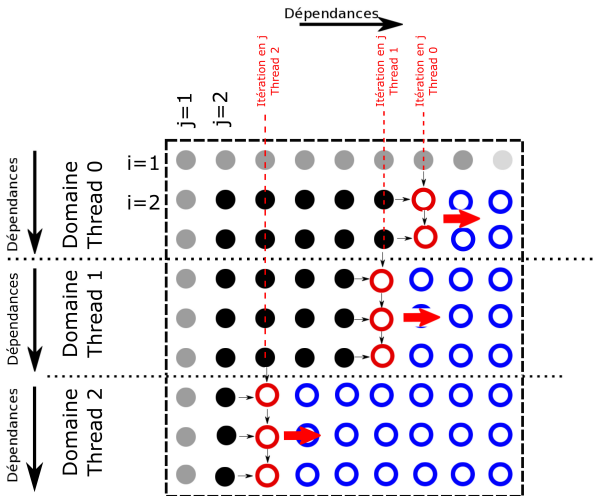 Dépendances
Itération en j
Thread 2
Itération en j
Thread 1
Itération en j
Thread 0
j=1
j=2
i=1
i=2
Dépendances
Domaine
Thread 0
Dépendances
Domaine
Thread 1
Dépendances
Domaine
Thread 2